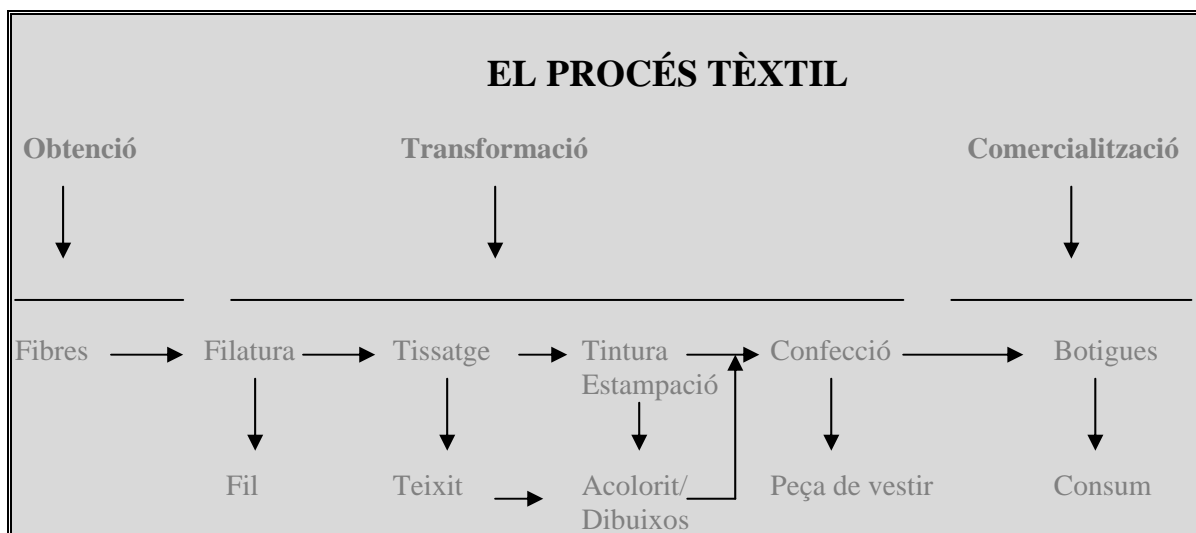 EL PROCÉS TÈXTIL
Obtenció Transformació Comercialització
Fibres Filatura Tissatge Tintura Confecció Botigues
Estampació
Fil Teixit Acolorit/ Peça de vestir Consum
Dibuixos